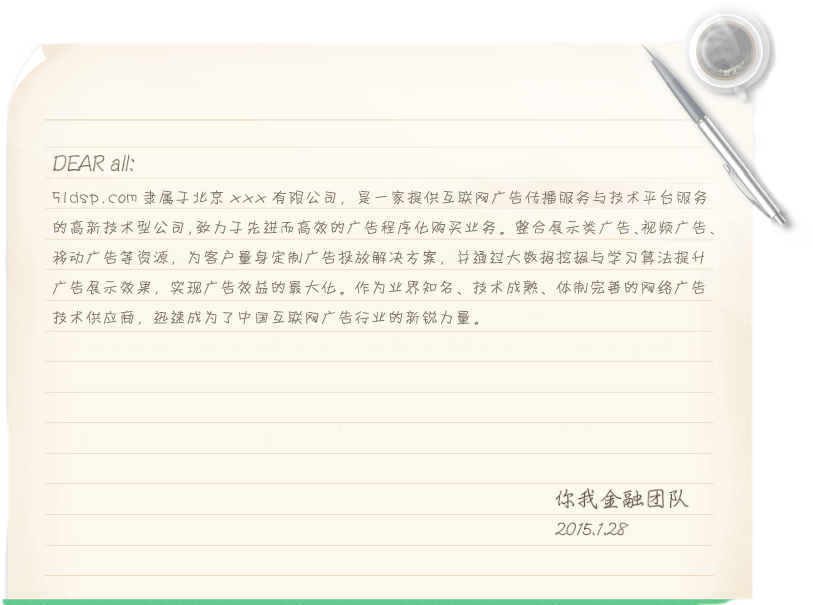 DEAR all:
51dsp.com 隶属于北京 xxx 有限公司，是一家提供互联网广告传播服务与技术平台服务
的高新技术型公司,致力于先进而高效的广告程序化购买业务。整合展示类广告、视频广告、
移动广告等资源，为客户量身定制广告投放解决方案，并通过大数据挖掘与学习算法提升
广告展示效果，实现广告效益的最大化。作为业界知名、技术成熟、体制完善的网络广告
技术供应商，迅速成为了中国互联网广告行业的新锐力量。
你我金融团队
2015.1.28